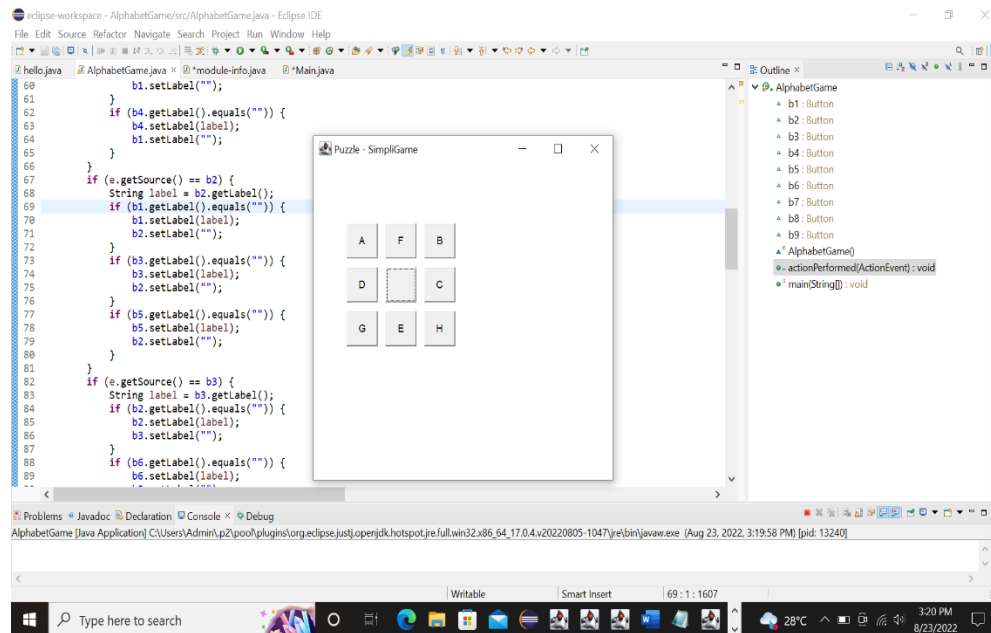 eclipse-workspace - AlphabetGame/src/AlphabetGame.java - Eclipse IDE
File Edit Source Refactor Navigate Search Project Run Window Help
hello.java AlphabetGame.java × *module-info.java *Main.java
60 b1.setLabel("");
61 }
62 if (b4.getLabel().equals("")) {
63 b4.setLabel(label);
64 b1.setLabel("");
65 }
66 }
67 if (e.getSource() == b2) {
68 String label = b2.getLabel();
69 if (b1.getLabel().equals("")) {
70 b1.setLabel(label);
71 b2.setLabel("");
72 }
73 if (b3.getLabel().equals("")) {
74 b3.setLabel(label);
75 b2.setLabel("");
76 }
77 if (b5.getLabel().equals("")) {
78 b5.setLabel(label);
79 b2.setLabel("");
80 }
81 }
82 if (e.getSource() == b3) {
83 String label = b3.getLabel();
84 if (b2.getLabel().equals("")) {
85 b2.setLabel(label);
86 b3.setLabel("");
87 }
88 if (b6.getLabel().equals("")) {
89 b6.setLabel(label);
Puzzle - SimpliGame
A F B
D C
G E H
Outline ×
AlphabetGame
b1 : Button
b2 : Button
b3 : Button
b4 : Button
b5 : Button
b6 : Button
b7 : Button
b8 : Button
b9 : Button
AlphabetGame()
actionPerformed(ActionEvent) : void
main(String[]) : void
Problems Javadoc Declaration Console × Debug
AlphabetGame [Java Application] C:\Users\Admin\.p2\pool\plugins\org.eclipse.justj.openjdk.hotspot.jre.full.win32.x86_64_17.0.4.v20220805-1047\jre\bin\javaw.exe (Aug 23, 2022, 3:19:58 PM) [pid: 13240]
Writable Smart Insert 69 : 1 : 1607
Type here to search 28°C 3:20 PM
8/23/2022